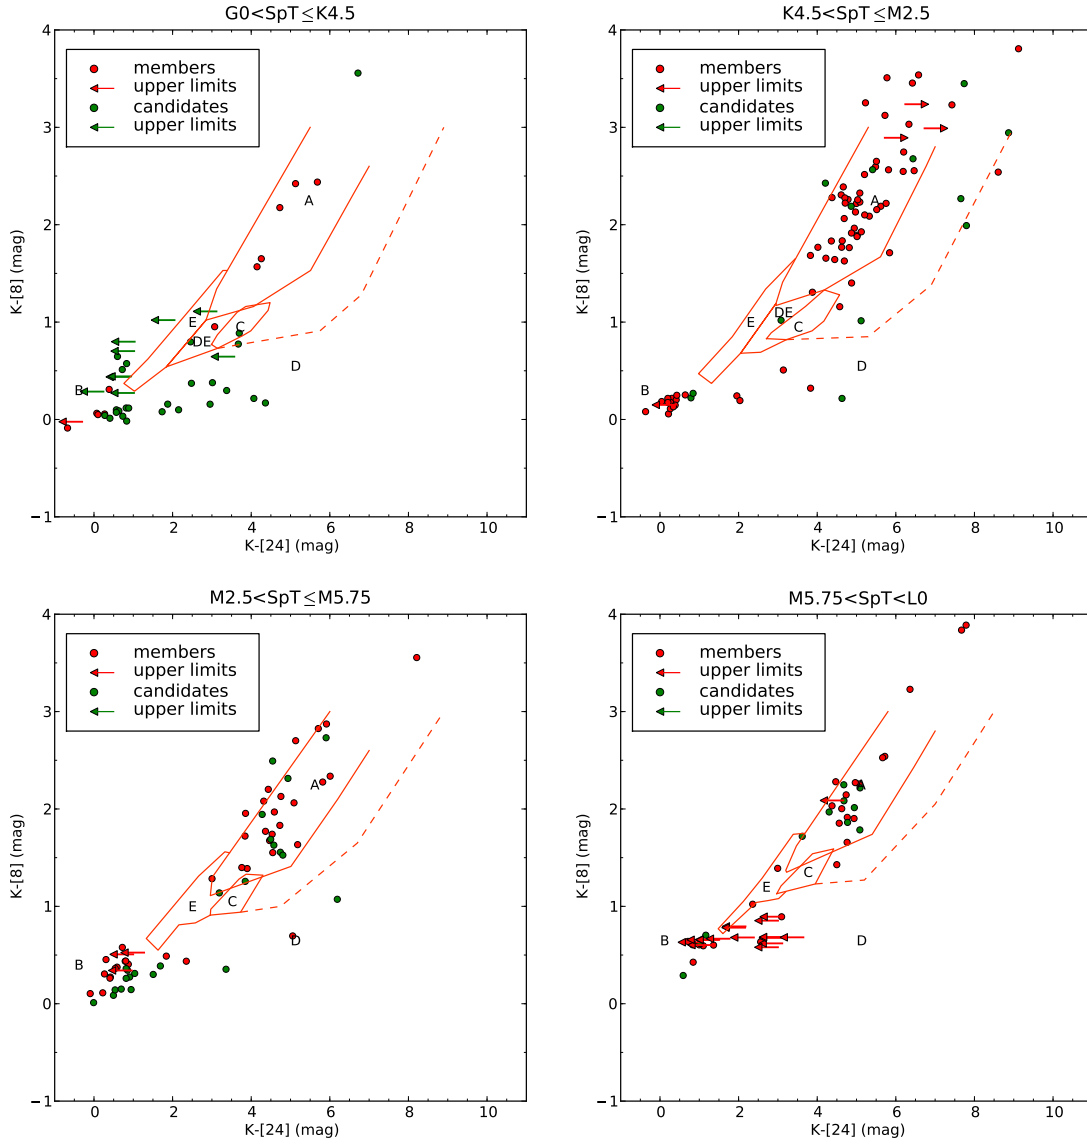 G0<SpT≤K4.5
members
upper limits
candidates
upper limits
A
B
C
D
E
DE
K-[8] (mag)
4
3
2
1
0
−1
0 2 4 6 8 10
K-[24] (mag)
K4.5<SpT≤M2.5
members
upper limits
candidates
upper limits
A
B
C
D
E
DE
K-[8] (mag)
4
3
2
1
0
−1
0 2 4 6 8 10
K-[24] (mag)
M2.5<SpT≤M5.75
members
upper limits
candidates
upper limits
A
B
C
D
E
K-[8] (mag)
4
3
2
1
0
−1
0 2 4 6 8 10
K-[24] (mag)
M5.75<SpT<L0
members
upper limits
candidates
upper limits
A
B
C
D
E
K-[8] (mag)
4
3
2
1
0
−1
0 2 4 6 8 10
K-[24] (mag)